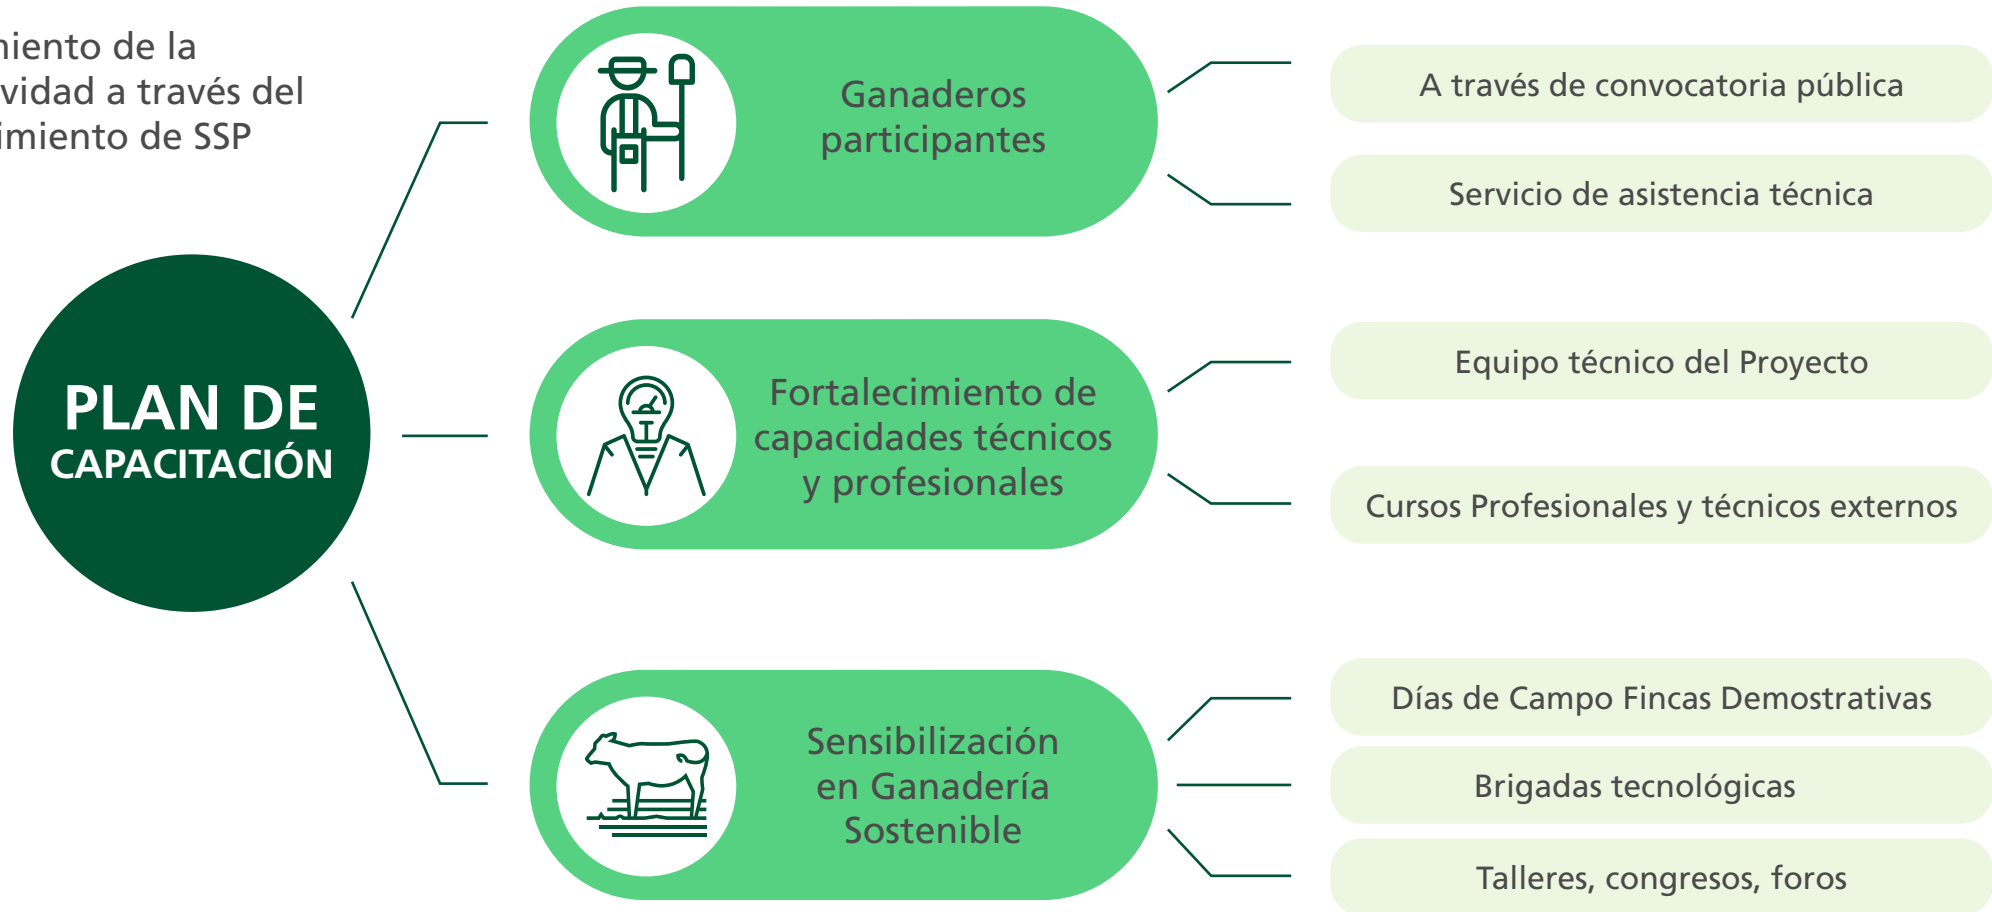 miento de la
vidad a través del
imiento de SSP
PLAN DE
CAPACITACIÓN
Ganaderos
participantes
A través de convocatoria pública
Servicio de asistencia técnica
Fortalecimiento de
capacidades técnicos
y profesionales
Equipo técnico del Proyecto
Cursos Profesionales y técnicos externos
Sensibilización
en Ganadería
Sostenible
Días de Campo Fincas Demostrativas
Brigadas tecnológicas
Talleres, congresos, foros